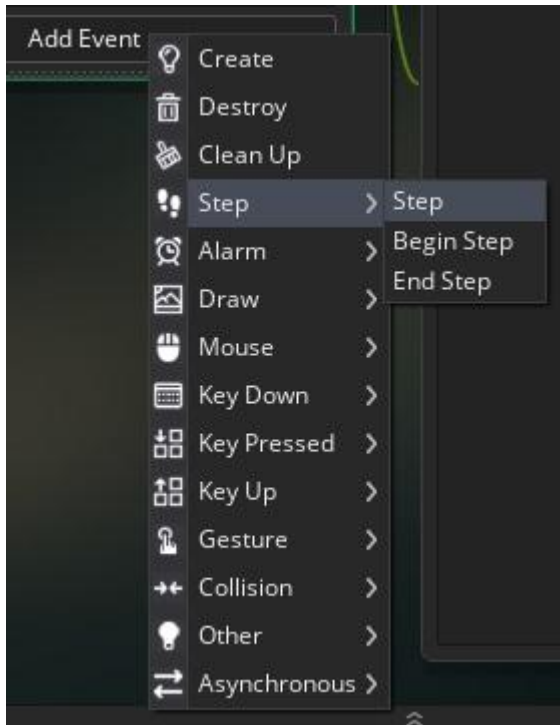 Add Event
Create
Destroy
Clean Up
Step
Alarm
Draw
Mouse
Key Down
Key Pressed
Key Up
Gesture
Collision
Other
Asynchronous
Step
Begin Step
End Step